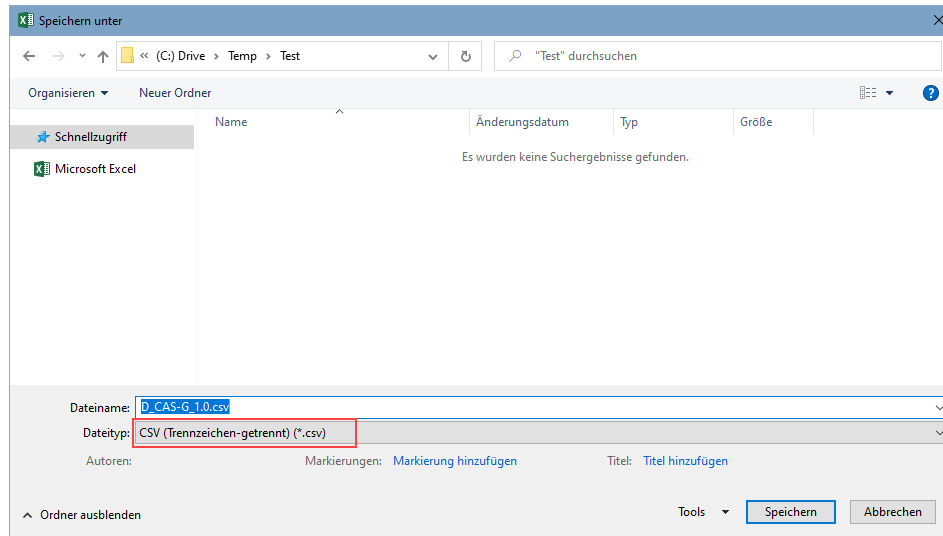 Speichern unter
« (C:) Drive › Temp › Test
"Test" durchsuchen
Organisieren
Neuer Ordner
Name
Änderungsdatum
Typ
Größe
Schnellzugriff
Microsoft Excel
Es wurden keine Suchergebnisse gefunden.
Dateiname: D_CAS-G_1.0.csv
Dateityp: CSV (Trennzeichen-getrennt) (*.csv)
Autoren: Markierungen: Markierung hinzufügen Titel: Titel hinzufügen
Ordner ausblenden
Tools
Speichern
Abbrechen